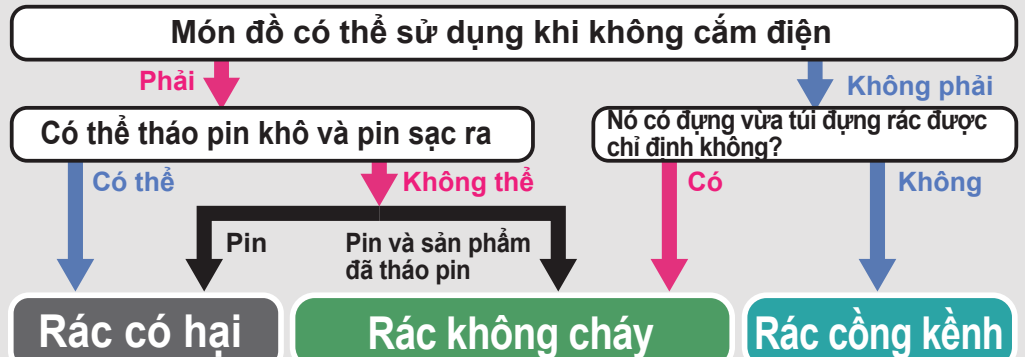 Món đồ có thể sử dụng khi không cắm điện
Phải
Không phải
Có thể tháo pin khô và pin sạc ra
Nó có đựng vừa túi đựng rác được
chỉ định không?
Có thể
Không thể
Có
Không
Pin
Pin và sản phẩm
đã tháo pin
Rác có hại
Rác không cháy
Rác cồng kềnh